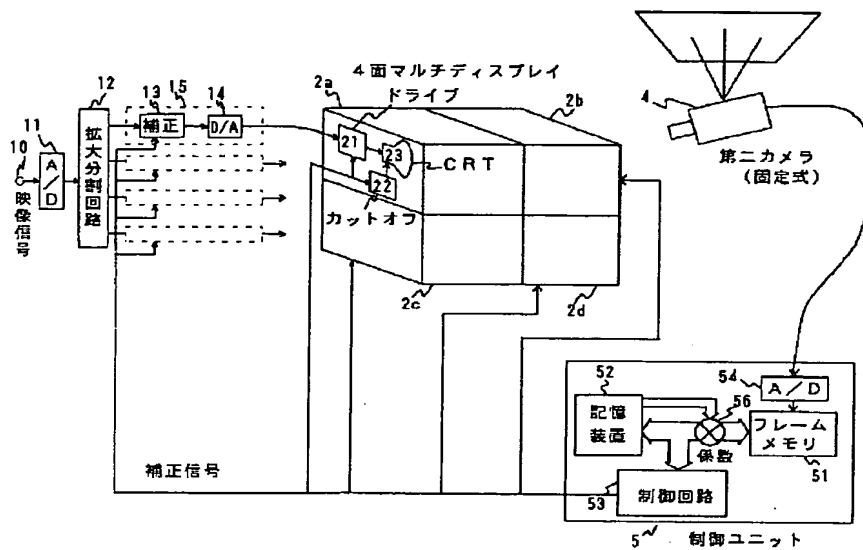 4面マルチディスプレイ
2a
2b
12
13
15
14
ドライブ
4
11
補正
D/A
10
A/D
拡大分割回路
21
23
CRT
22
カットオフ
第二カメラ
(固定式)
映像信号
2c
2d
54
A/D
52
56
記憶装置
フレームメモリ
係数
51
補正信号
53
制御回路
5
制御ユニット